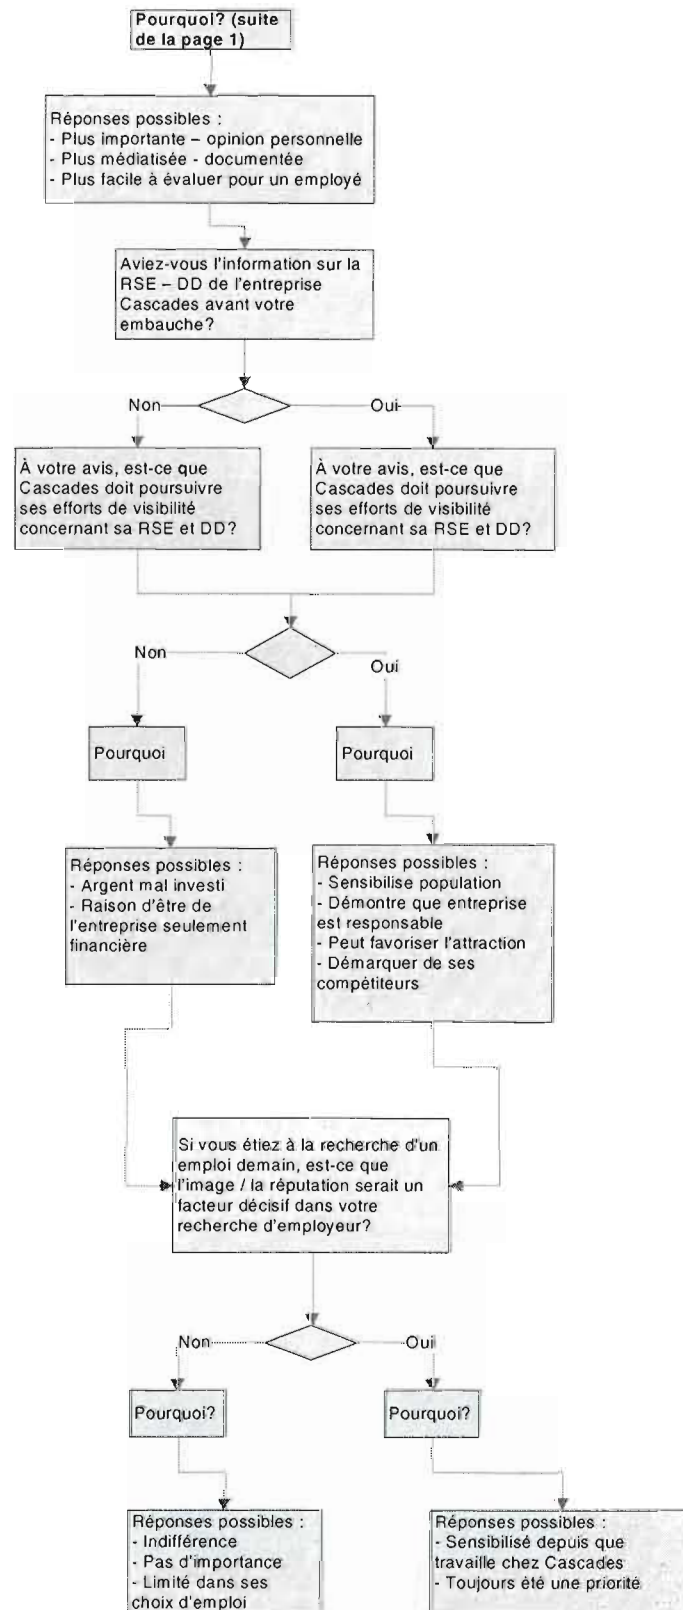 Pourquoi? (suite
de la page 1)
Réponses possibles :
- Plus importante – opinion personnelle
- Plus médiatisée - documentée
- Plus facile à évaluer pour un employé
Aviez-vous l'information sur la
RSE – DD de l'entreprise
Cascades avant votre
embauche?
Non
Oui
À votre avis, est-ce que
Cascades doit poursuivre
ses efforts de visibilité
concernant sa RSE et DD?
À votre avis, est-ce que
Cascades doit poursuivre
ses efforts de visibilité
concernant sa RSE et DD?
Non
Oui
Pourquoi
Pourquoi
Réponses possibles :
- Argent mal investi
- Raison d'être de
l'entreprise seulement
financière
Réponses possibles :
- Sensibilise population
- Démontre que entreprise
est responsable
- Peut favoriser l'attraction
- Démarquer de ses
compétiteurs
Si vous étiez à la recherche d'un
emploi demain, est-ce que
l'image / la réputation serait un
facteur décisif dans votre
recherche d'employeur?
Non
Oui
Pourquoi?
Pourquoi?
Réponses possibles :
- Indifférence
- Pas d'importance
- Limité dans ses
choix d'emploi
Réponses possibles :
- Sensibilisé depuis que
travaille chez Cascades
- Toujours été une priorité